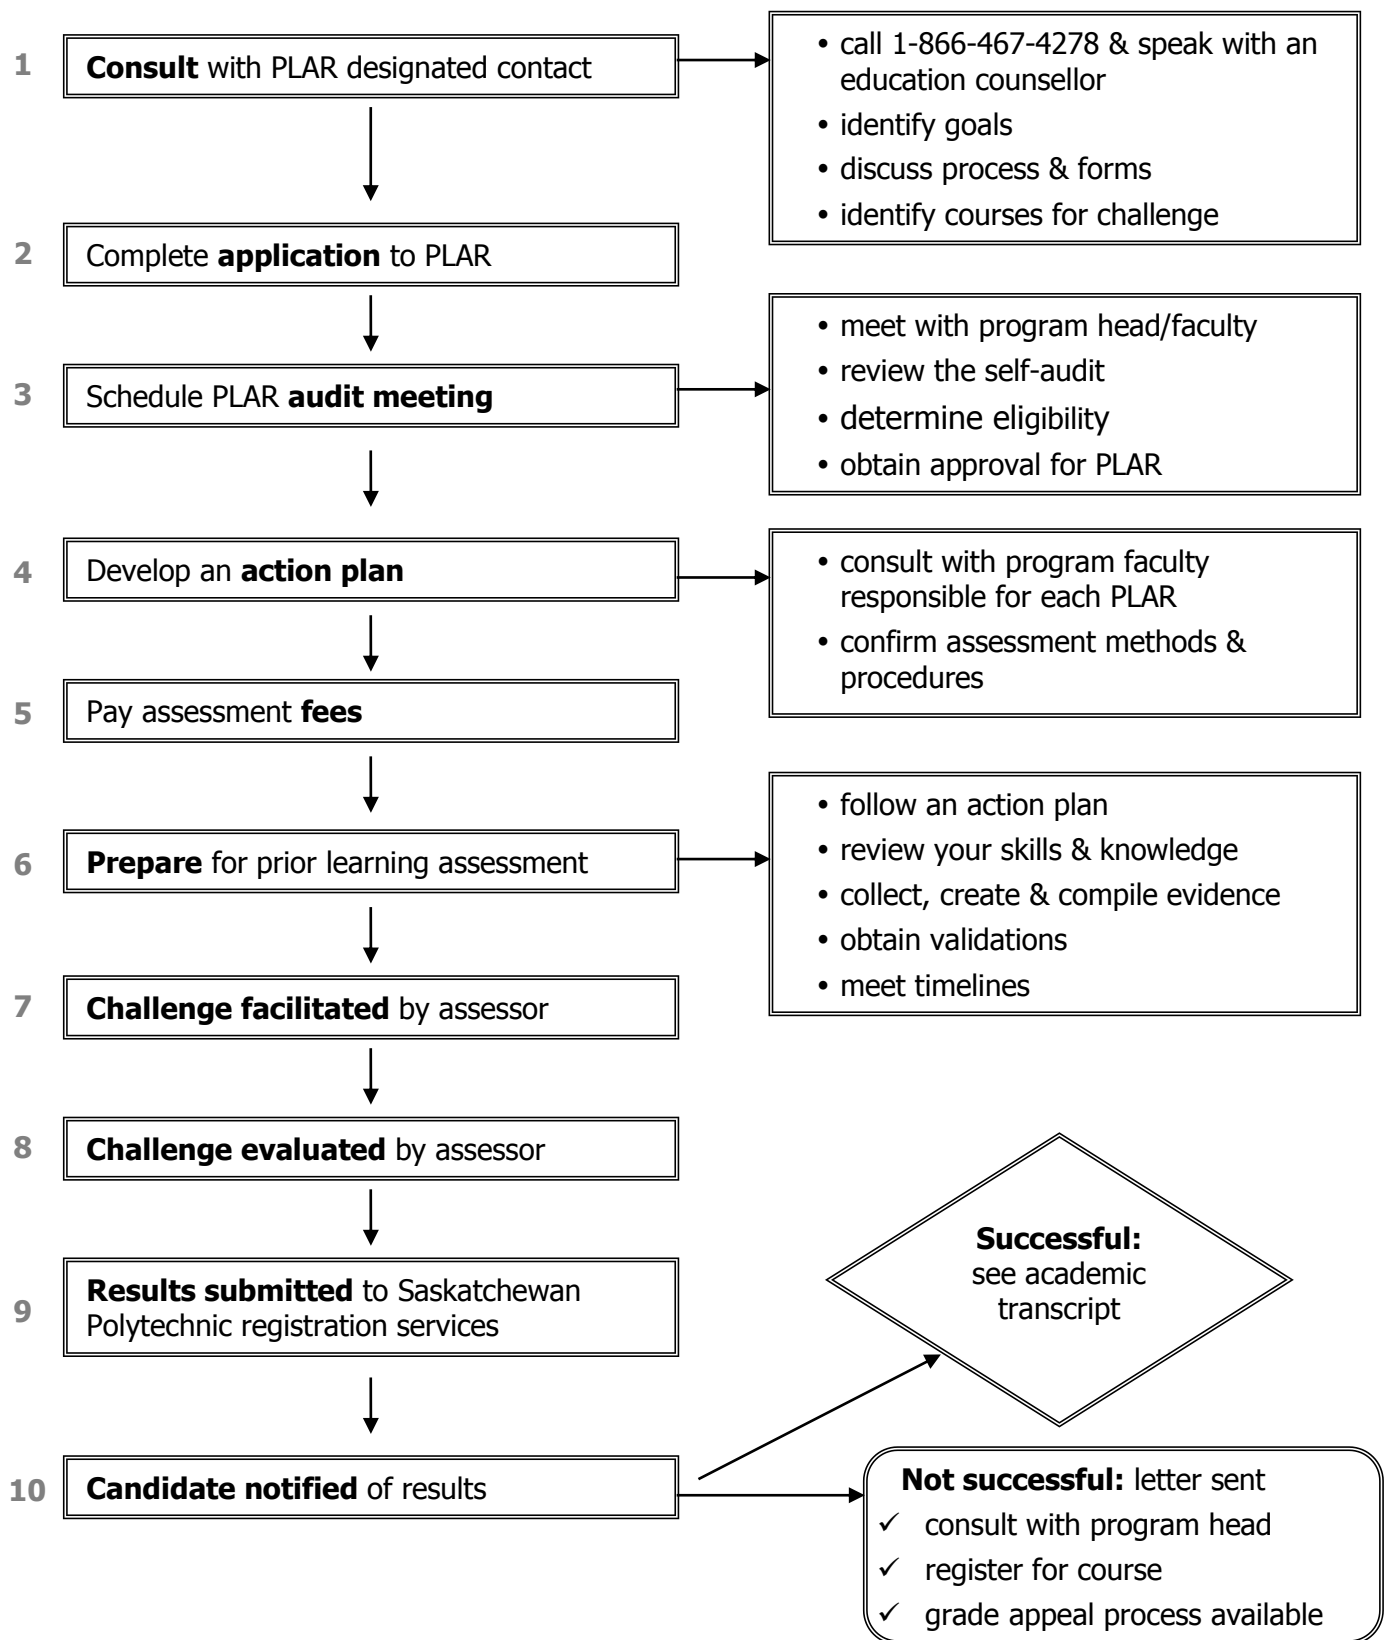 1
Consult with PLAR designated contact
• call 1-866-467-4278 & speak with an
education counsellor
• identify goals
• discuss process & forms
• identify courses for challenge
2
Complete application to PLAR
3
Schedule PLAR audit meeting
• meet with program head/faculty
• review the self-audit
• determine eligibility
• obtain approval for PLAR
4
Develop an action plan
• consult with program faculty
responsible for each PLAR
• confirm assessment methods &
procedures
5
Pay assessment fees
6
Prepare for prior learning assessment
• follow an action plan
• review your skills & knowledge
• collect, create & compile evidence
• obtain validations
• meet timelines
7
Challenge facilitated by assessor
8
Challenge evaluated by assessor
9
Results submitted to Saskatchewan
Polytechnic registration services
Successful:
see academic
transcript
10
Candidate notified of results
Not successful: letter sent
✓ consult with program head
✓ register for course
✓ grade appeal process available